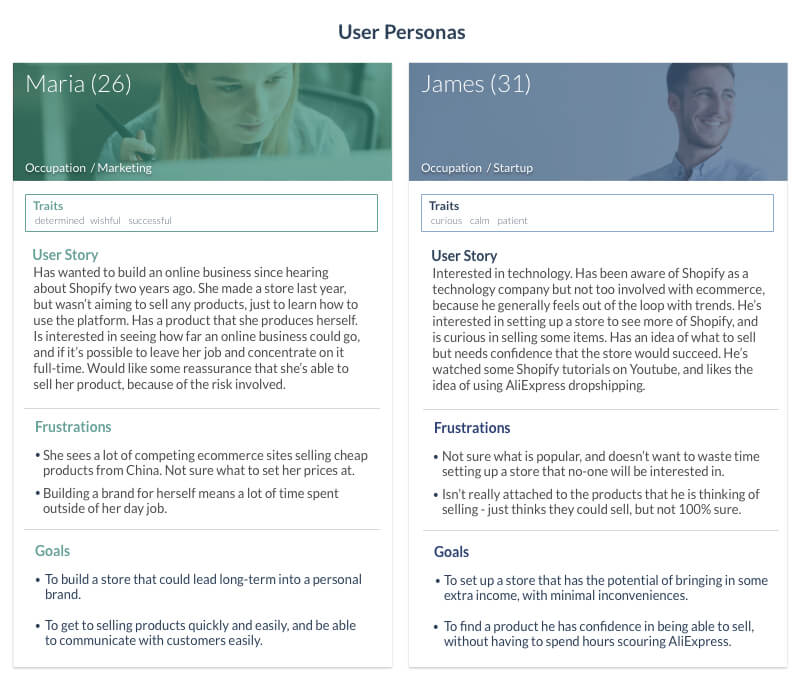 User Personas
Maria (26)
Occupation / Marketing
Traits
determined wishful successful
User Story
Has wanted to build an online business since hearing
about Shopify two years ago. She made a store last year,
but wasn't aiming to sell any products, just to learn how to
use the platform. Has a product that she produces herself.
Is interested in seeing how far an online business could go,
and if it's possible to leave her job and concentrate on it
full-time. Would like some reassurance that she's able to
sell her product, because of the risk involved.
Frustrations
• She sees a lot of competing ecommerce sites selling cheap
products from China. Not sure what to set her prices at.
• Building a brand for herself means a lot of time spent
outside of her day job.
Goals
• To build a store that could lead long-term into a personal
brand.
• To get to selling products quickly and easily, and be able
to communicate with customers easily.
James (31)
Occupation / Startup
Traits
curious calm patient
User Story
Interested in technology. Has been aware of Shopify as a
technology company but not too involved with ecommerce,
because he generally feels out of the loop with trends. He's
interested in setting up a store to see more of Shopify, and
is curious in selling some items. Has an idea of what to sell
but needs confidence that the store would succeed. He's
watched some Shopify tutorials on Youtube, and likes the
idea of using AliExpress dropshipping.
Frustrations
• Not sure what is popular, and doesn't want to waste time
setting up a store that no-one will be interested in.
• Isn't really attached to the products that he is thinking of
selling - just thinks they could sell, but not 100% sure.
Goals
• To set up a store that has the potential of bringing in some
extra income, with minimal inconveniences.
• To find a product he has confidence in being able to sell,
without having to spend hours scouring AliExpress.